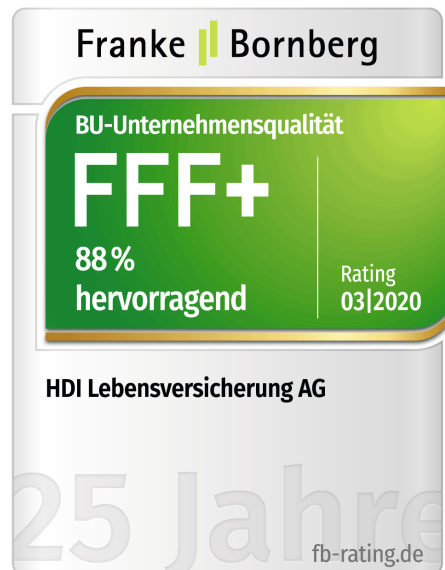 Franke Bornberg
BU-Unternehmensqualität
FFF+
88 %
hervorragend
Rating
03|2020
HDI Lebensversicherung AG
25 Jahre
fb-rating.de